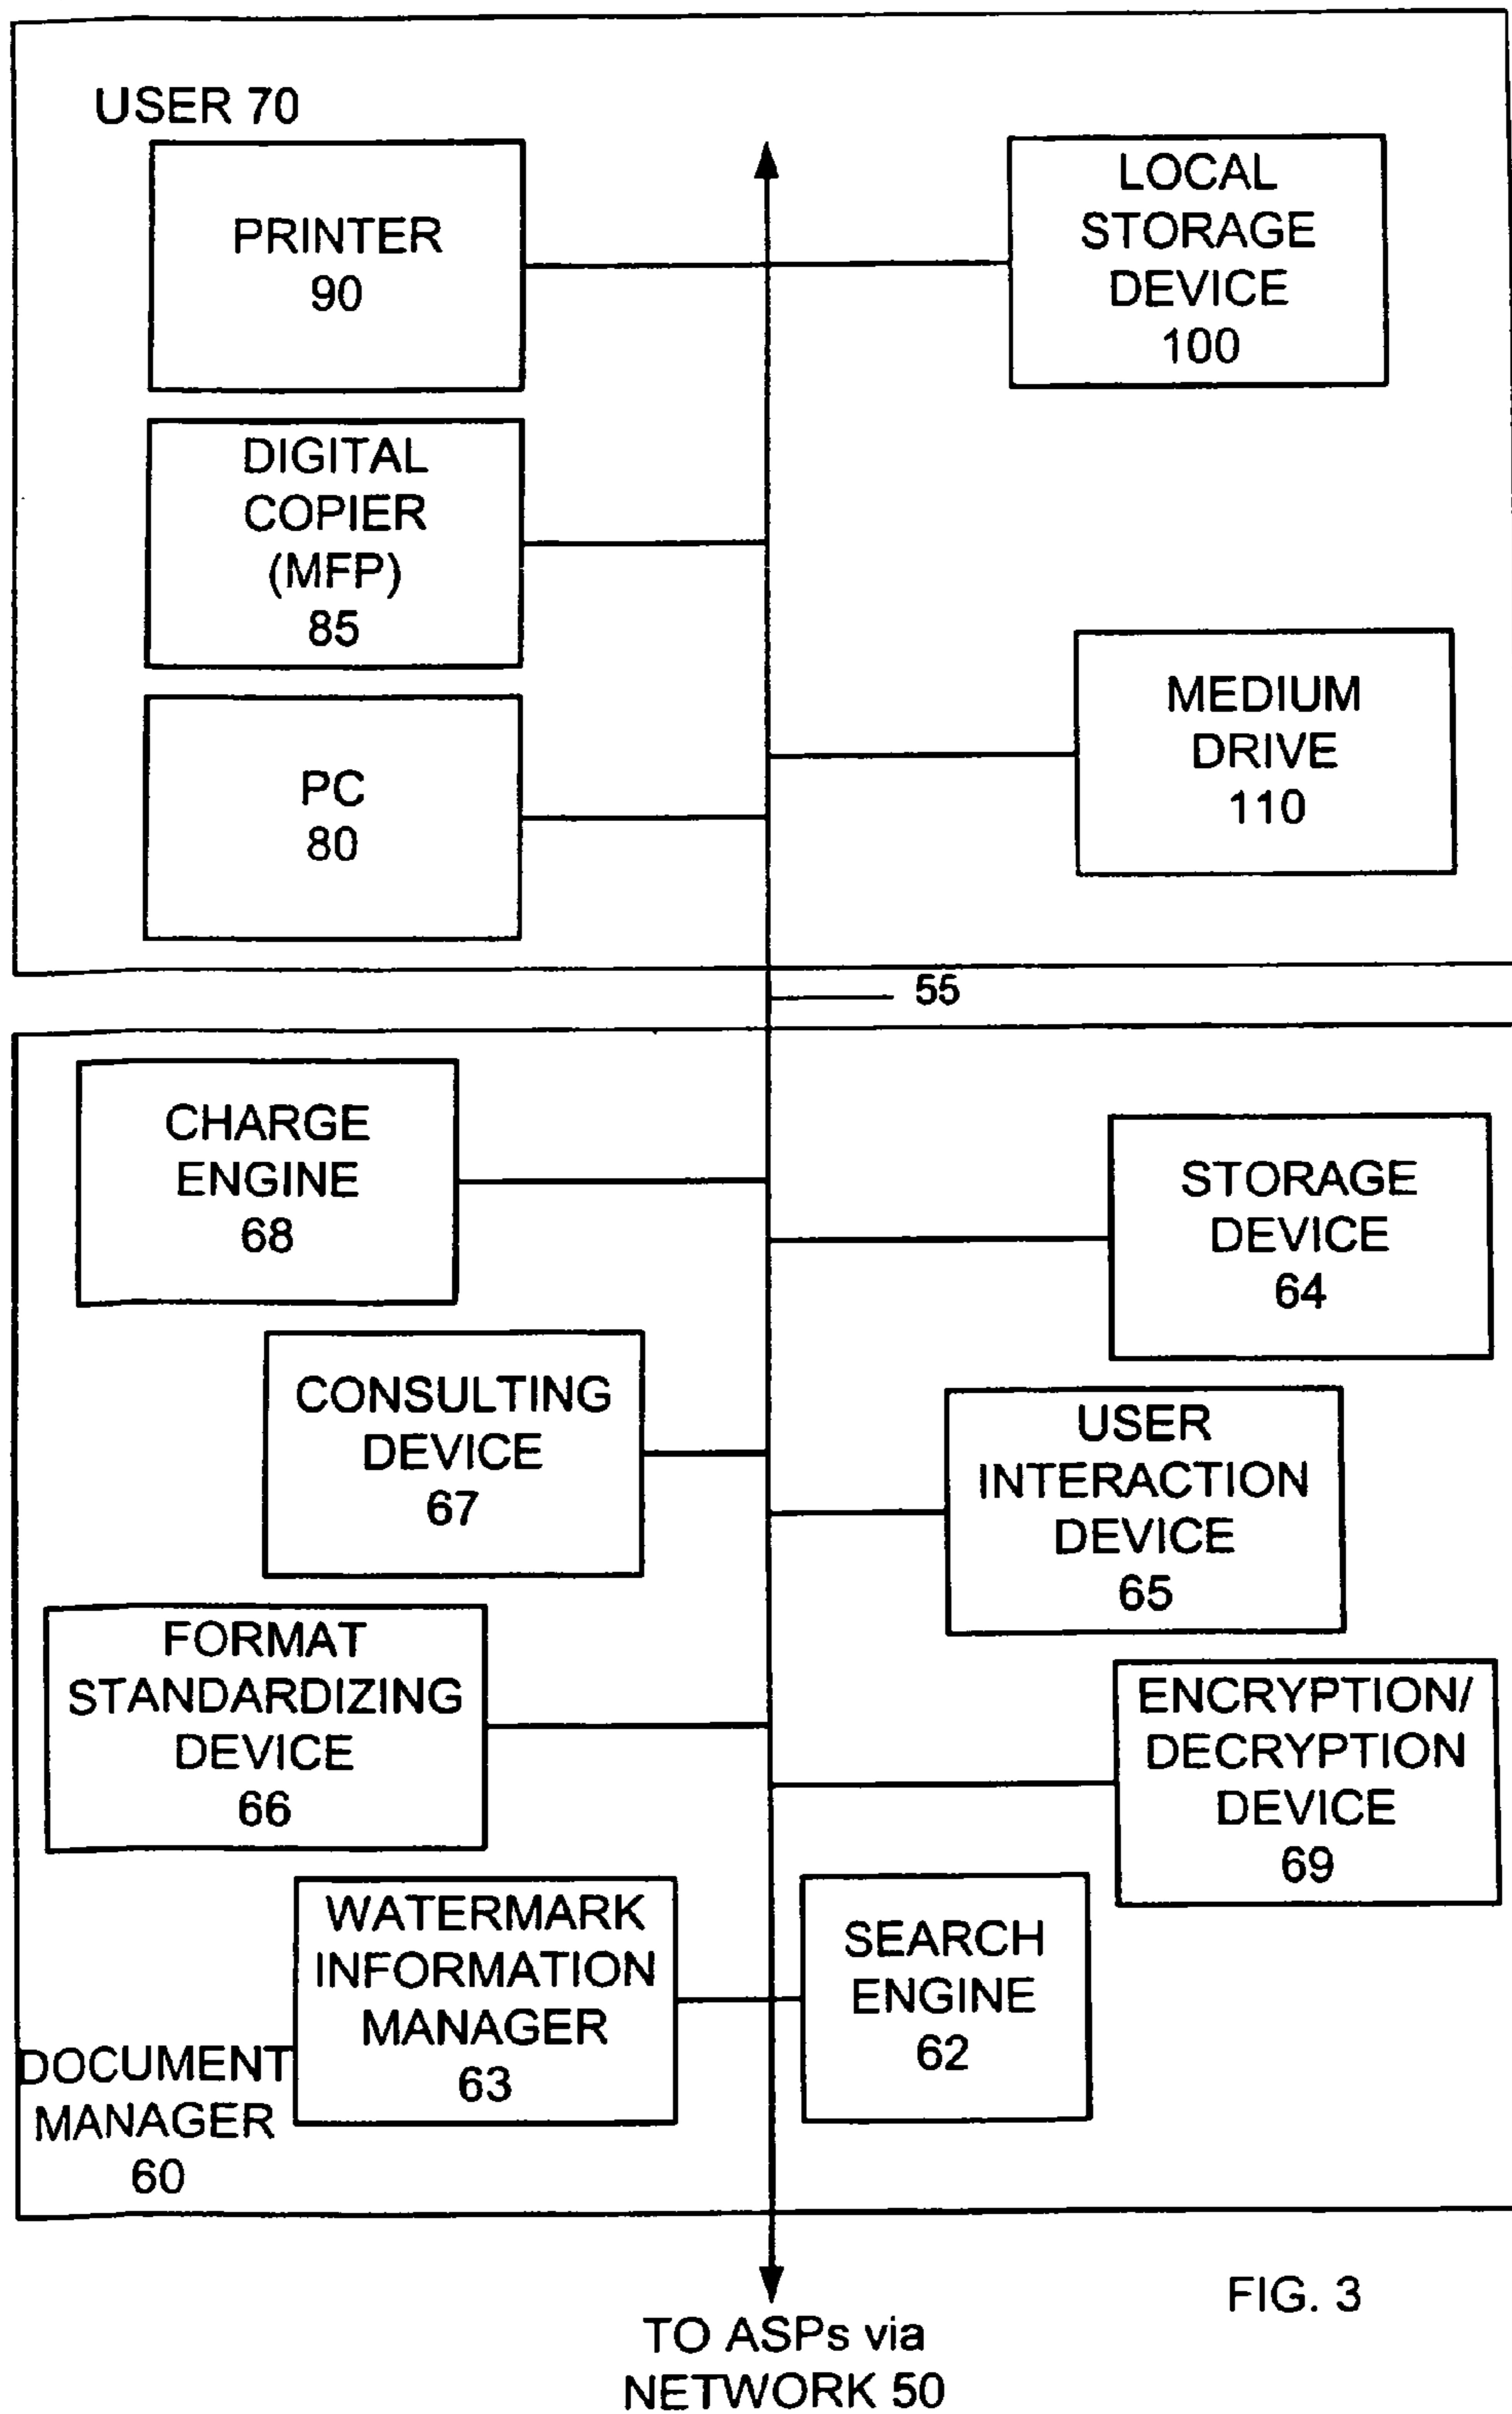 USER 70
PRINTER
90
LOCAL
STORAGE
DEVICE
100
DIGITAL
COPIER
(MFP)
85
MEDIUM
DRIVE
110
PC
80
55
CHARGE
ENGINE
68
STORAGE
DEVICE
64
CONSULTING
DEVICE
67
USER
INTERACTION
DEVICE
65
FORMAT
STANDARDIZING
DEVICE
66
ENCRYPTION/
DECRYPTION
DEVICE
69
WATERMARK
INFORMATION
MANAGER
63
SEARCH
ENGINE
62
DOCUMENT
MANAGER
60
FIG. 3
TO ASPs via
NETWORK 50